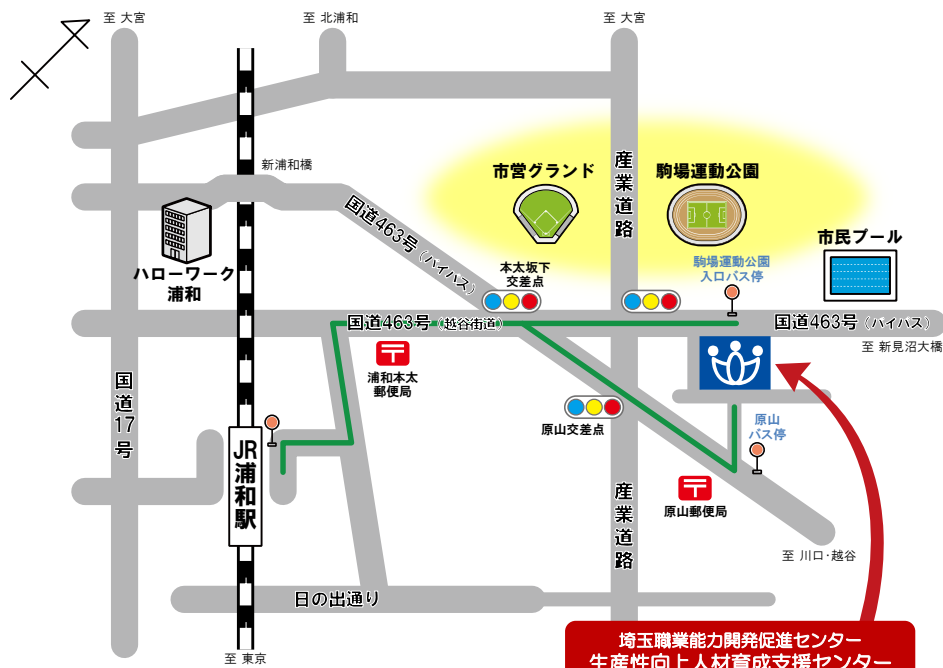 至 大宮
至 北浦和
至 大宮
新浦和橋
市営グランド
産業道路
駒場運動公園
国道463号（バイパス）
ハローワーク
浦和
本太坂下
交差点
駒場運動公園
入口バス停
市民プール
国道463号（越谷街道）
国道463号（バイパス）
至 新見沼大橋
国道17号
浦和本太
郵便局
原山交差点
原山
バス停
JR浦和駅
産業道路
原山郵便局
至 川口・越谷
日の出通り
至 東京
埼玉職業能力開発促進センター
生産性向上人材育成支援センター